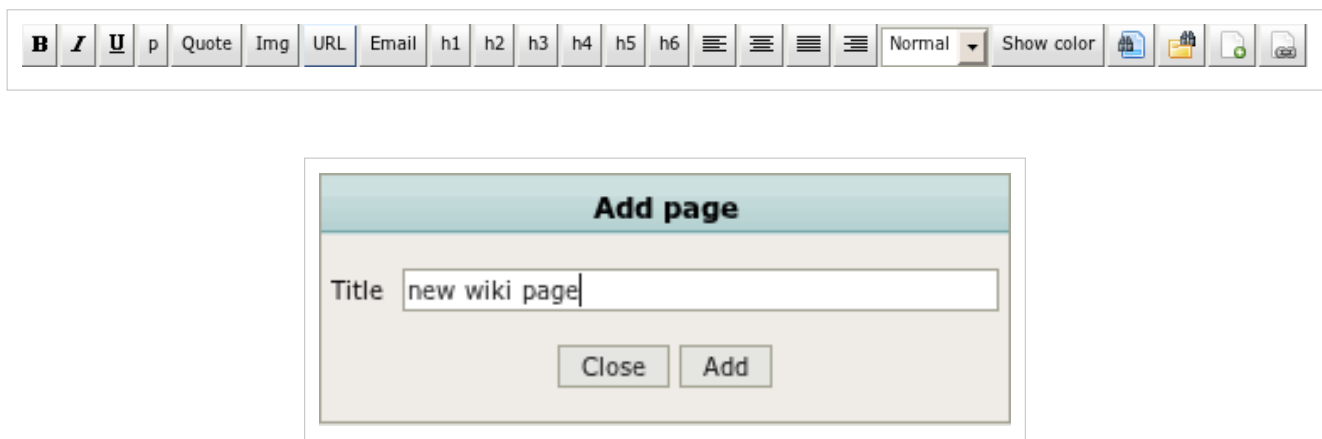 B I U p Quote Img URL Email h1 h2 h3 h4 h5 h6 Normal Show color
Add page
Title new wiki page
Close Add